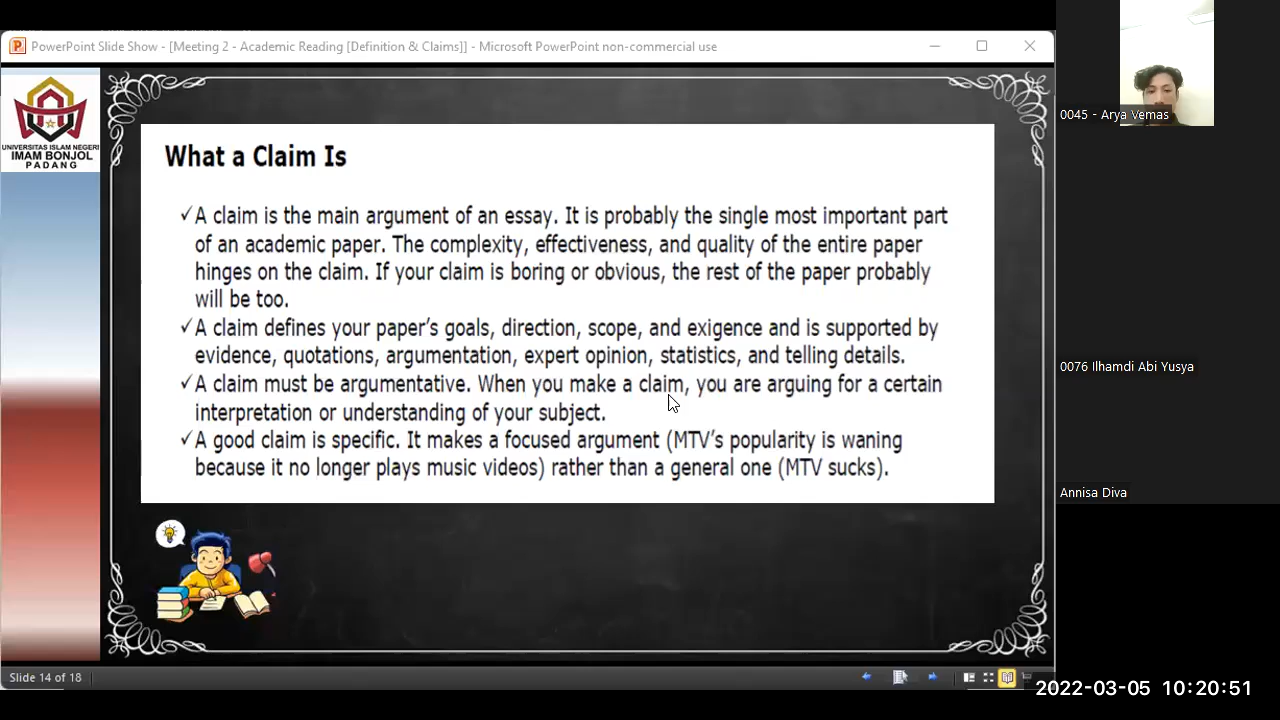 PowerPoint Slide Show - [Meeting 2 - Academic Reading [Definition & Claims]] - Microsoft PowerPoint non-commercial use
UNIVERSITAS ISLAM NEGERI
IMAM BONJOL
PADANG
What a Claim Is
✓A claim is the main argument of an essay. It is probably the single most important part
of an academic paper. The complexity, effectiveness, and quality of the entire paper
hinges on the claim. If your claim is boring or obvious, the rest of the paper probably
will be too.
✓A claim defines your paper's goals, direction, scope, and exigence and is supported by
evidence, quotations, argumentation, expert opinion, statistics, and telling details.
✓A claim must be argumentative. When you make a claim, you are arguing for a certain
interpretation or understanding of your subject.
✓A good claim is specific. It makes a focused argument (MTV's popularity is waning
because it no longer plays music videos) rather than a general one (MTV sucks).
Slide 14 of 18
0045 - Arya Vemas
0076 Ilhamdi Abi Yusya
Annisa Diva
2022-03-05 10:20:51